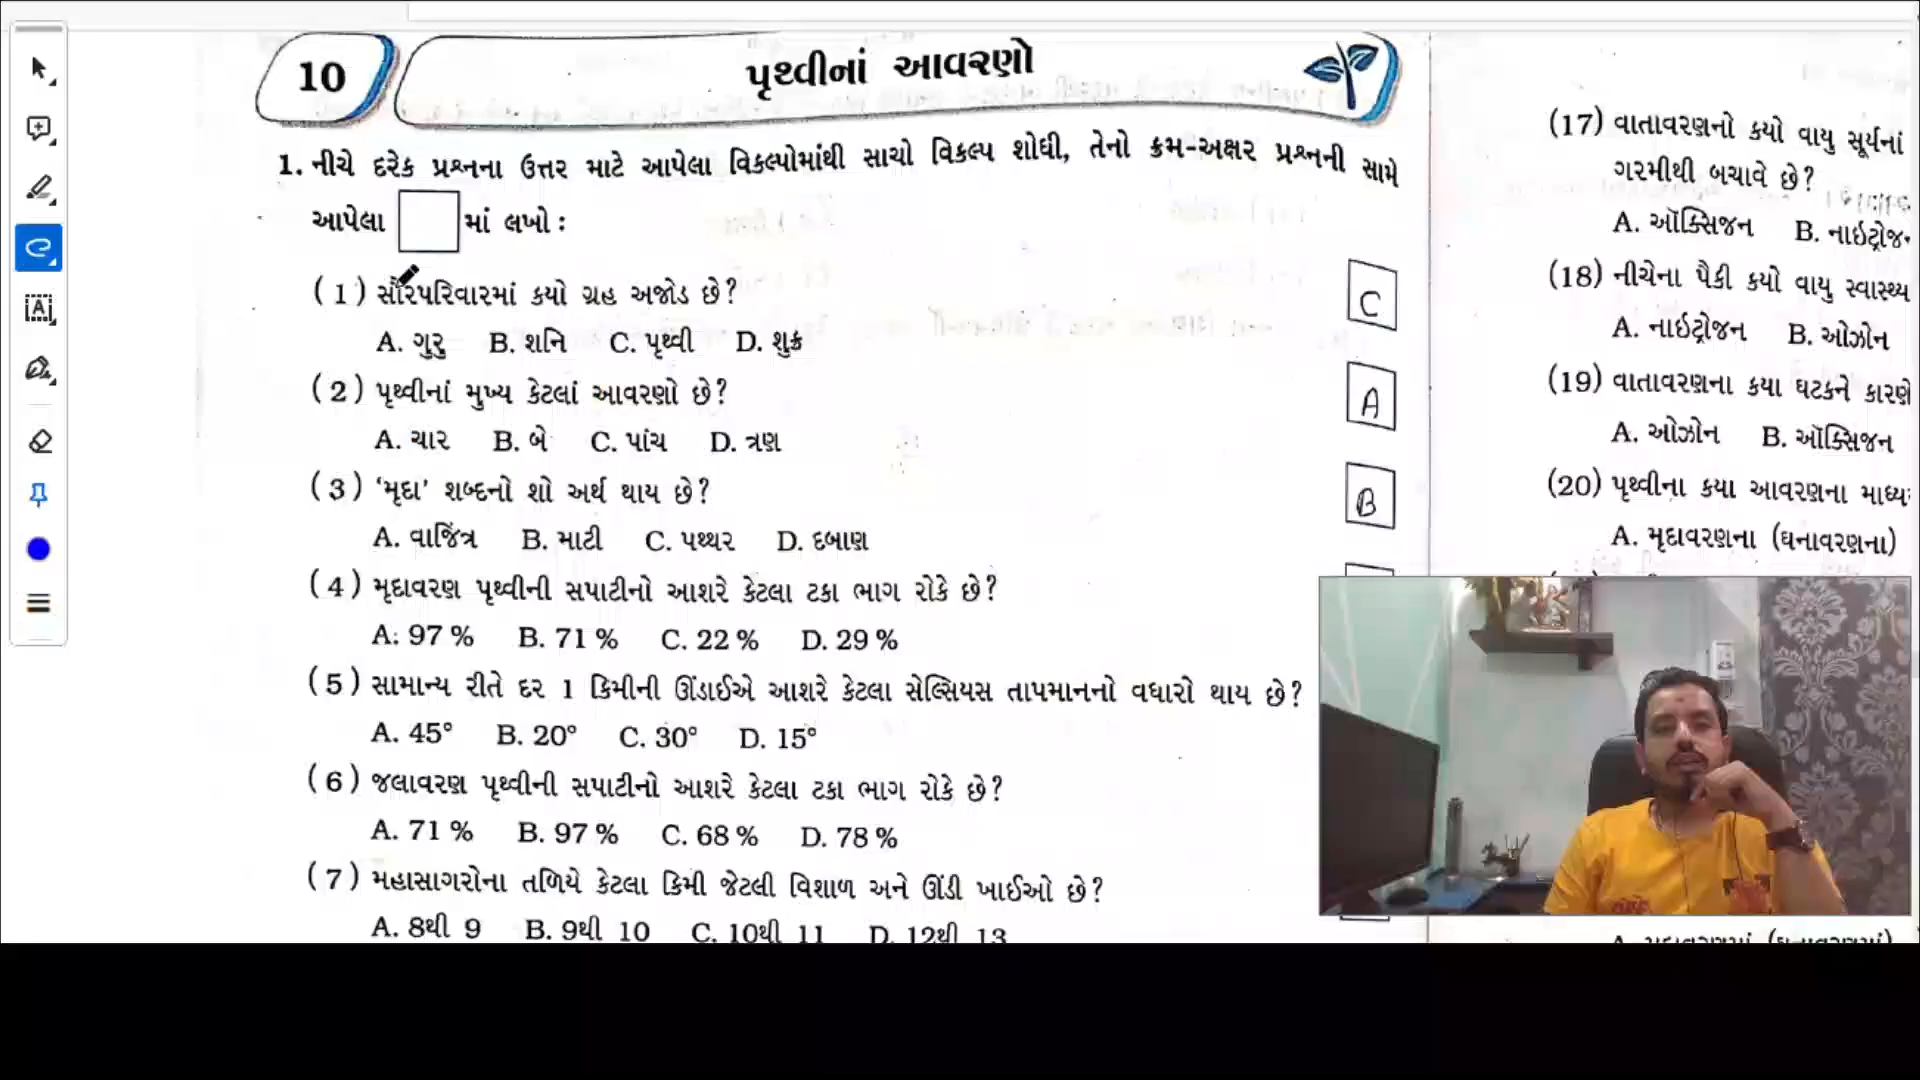 10
પૃથ્વીનાં આવરણો
1. નીચે દરેક પ્રશ્નના ઉત્તર માટે આપેલા વિકલ્પોમાંથી સાચો વિકલ્પ શોધી, તેનો ક્રમ-અક્ષર પ્રશ્નની સામે
આપેલા માં લખો :
(1) સૌરપરિવારમાં કયો ગ્રહ અજોડ છે? C
A. ગુરુ B. શનિ C. પૃથ્વી D. શુક્ર
(2) પૃથ્વીનાં મુખ્ય કેટલાં આવરણો છે? A
A. ચાર B. બે C. પાંચ D. ત્રણ
(3) ‘મૃદા’ શબ્દનો શો અર્થ થાય છે? B
A. વાજિંત્ર B. માટી C. પથ્થર D. દબાણ
(4) મૃદાવરણ પૃથ્વીની સપાટીનો આશરે કેટલા ટકા ભાગ રોકે છે?
A. 97 % B. 71 % C. 22 % D. 29 %
(5) સામાન્ય રીતે દર 1 કિમીની ઊંડાઈએ આશરે કેટલા સેલ્સિયસ તાપમાનનો વધારો થાય છે?
A. 45° B. 20° C. 30° D. 15°
(6) જલાવરણ પૃથ્વીની સપાટીનો આશરે કેટલા ટકા ભાગ રોકે છે?
A. 71 % B. 97 % C. 68 % D. 78 %
(7) મહાસાગરોના તળિયે કેટલા કિમી જેટલી વિશાળ અને ઊંડી ખાઈઓ છે?
A. 8થી 9 B. 9થી 10 C. 10થી 11 D. 12થી 13
(17) વાતાવરણનો કયો વાયુ સૂર્યનાં
ગરમીથી બચાવે છે?
A. ઑક્સિજન B. નાઇટ્રોજ
(18) નીચેના પૈકી કયો વાયુ સ્વાસ્થ્ય
A. નાઇટ્રોજન B. ઓઝોન
(19) વાતાવરણના કયા ઘટકને કારણે
A. ઓઝોન B. ઑક્સિજન
(20) પૃથ્વીના કયા આવરણના માધ્ય
A. મૃદાવરણના (ઘનાવરણના)